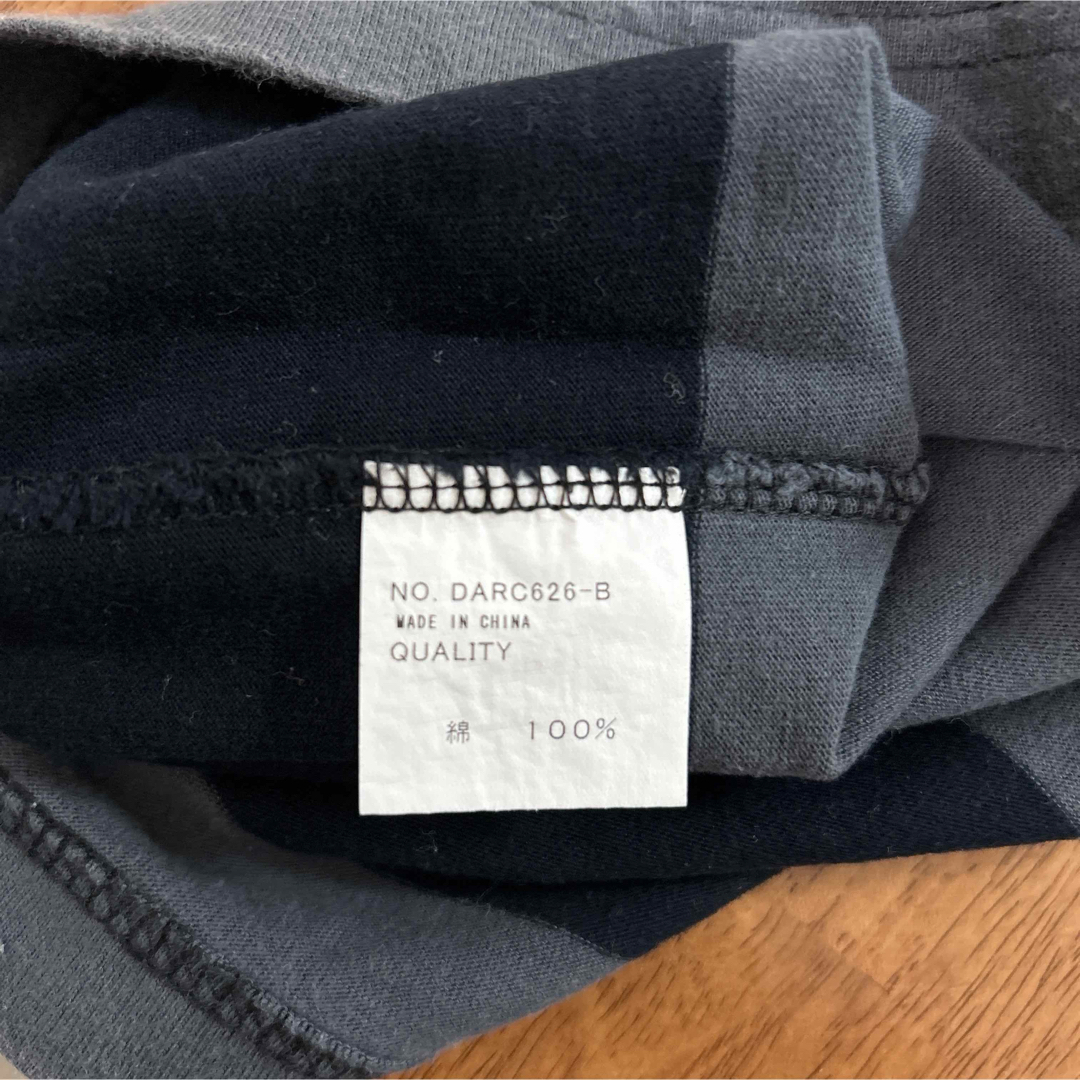 NO. DARC626-B
MADE IN CHINA
QUALITY
綿 100%